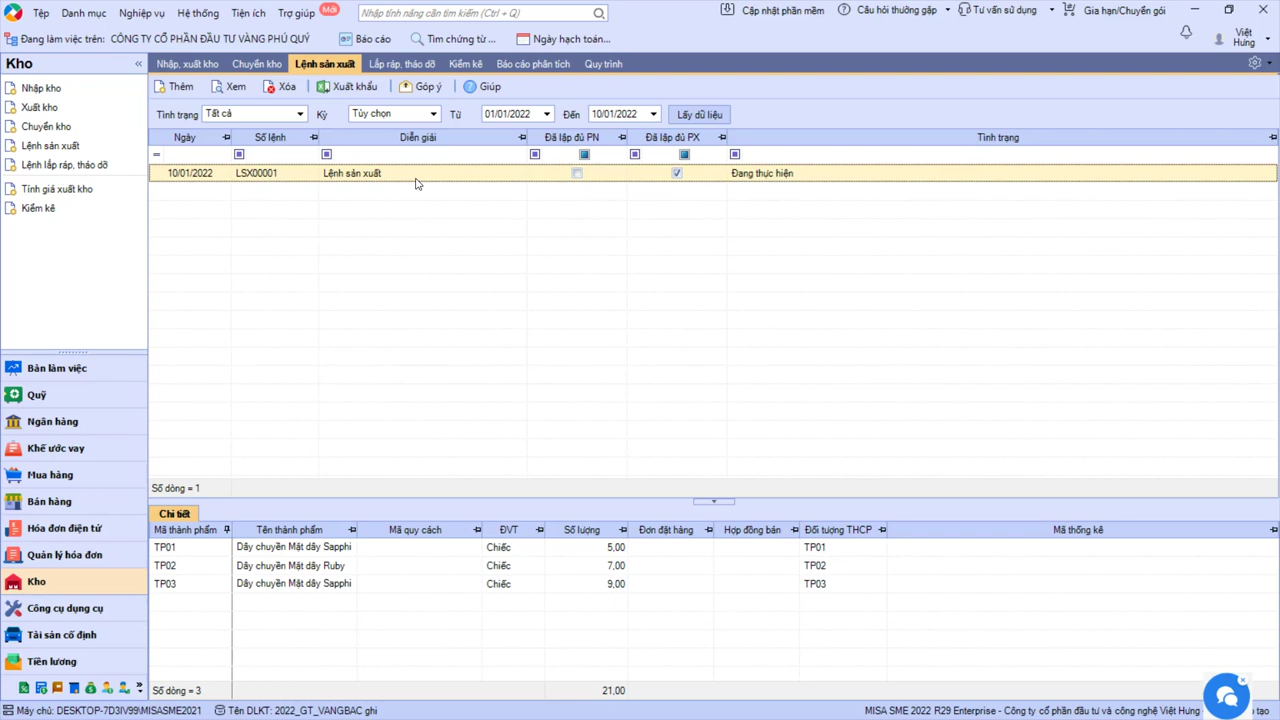 Tệp Danh mục Nghiệp vụ Hệ thống Tiện ích Trợ giúp Mới Nhập tính năng cần tìm kiếm (Ctrl + Q) Cập nhật phần mềm Câu hỏi thường gặp Tư vấn sử dụng Gia hạn/Chuyển gói
Đang làm việc trên: CÔNG TY CỔ PHẦN ĐẦU TƯ VÀNG PHÚ QUÝ Báo cáo Tìm chứng từ ... Ngày hạch toán... Việt Hưng
Kho « Nhập, xuất kho Chuyển kho Lệnh sản xuất Lắp ráp, tháo dỡ Kiểm kê Báo cáo phân tích Quy trình
Nhập kho
Xuất kho
Chuyển kho
Lệnh sản xuất
Lệnh lắp ráp, tháo dỡ
Tính giá xuất kho
Kiểm kê
Thêm Xem Xóa Xuất khẩu Góp ý Giúp
Tình trạng Tất cả Kỳ Tùy chọn Từ 01/01/2022 Đến 10/01/2022 Lấy dữ liệu
Ngày Số lệnh Diễn giải Đã lập đủ PN Đã lập đủ PX Tình trạng
=
10/01/2022 LSX00001 Lệnh sản xuất Đang thực hiện
Số dòng = 1
Bàn làm việc
Quỹ
Ngân hàng
Khế ước vay
Mua hàng
Bán hàng
Hóa đơn điện tử
Quản lý hóa đơn
Kho
Công cụ dụng cụ
Tài sản cố định
Tiền lương
Chi tiết
Mã thành phẩm Tên thành phẩm Mã quy cách ĐVT Số lượng Đơn đặt hàng Hợp đồng bán Đối tượng THCP Mã thống kê
TP01 Dây chuyền Mặt dây Sapphi Chiếc 5,00 TP01
TP02 Dây chuyền Mặt dây Ruby Chiếc 7,00 TP02
TP03 Dây chuyền Mặt dây Sapphi Chiếc 9,00 TP03
Số dòng = 3 21,00
Máy chủ: DESKTOP-7D3IV99\MISASME2021 Tên DLKT: 2022_GT_VANGBAC ghi MISA SME 2022 R29 Enterprise - Công ty cổ phần đầu tư và công nghệ Việt Hưng tạo